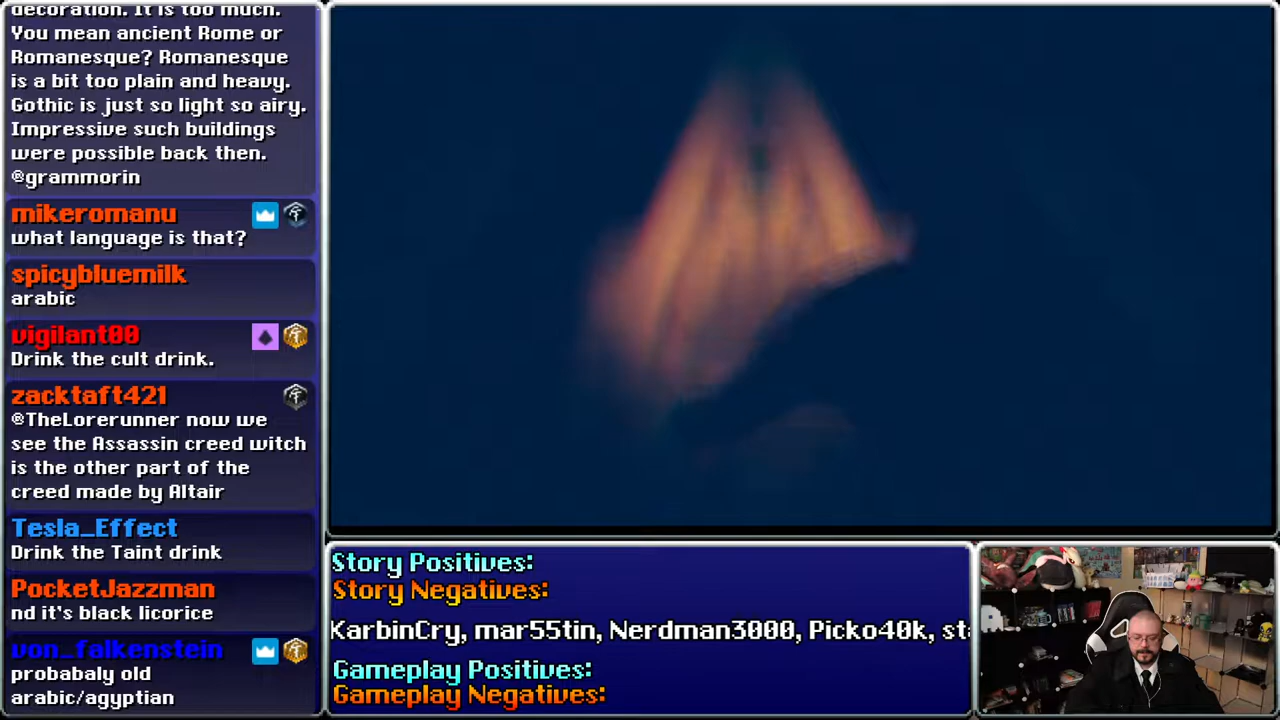 decoration. It is too much.
You mean ancient Rome or
Romanesque? Romanesque
is a bit too plain and heavy.
Gothic is just so light so airy.
Impressive such buildings
were possible back then.
@grammorin
mikeromanu
what language is that?
spicybluemilk
arabic
vigilant00
Drink the cult drink.
zacktaft421
@TheLorerunner now we
see the Assassin creed witch
is the other part of the
creed made by Altair
Tesla_Effect
Drink the Taint drink
PocketJazzman
nd it's black licorice
von_falkenstein
probabaly old
arabic/agyptian
Story Positives:
Story Negatives:
KarbinCry, mar55tin, Nerdman3000, Picko40k, sta
Gameplay Positives:
Gameplay Negatives: